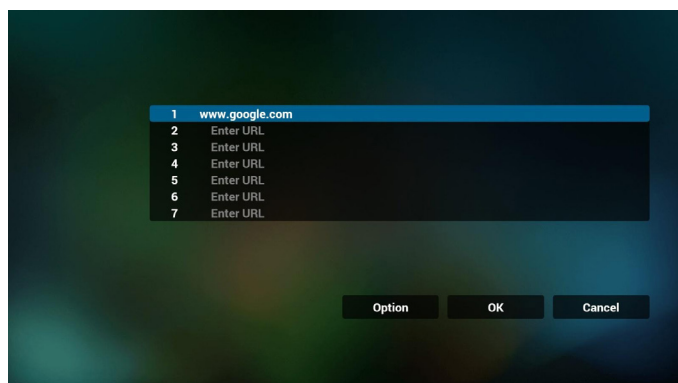 1 www.google.com
2 Enter URL
3 Enter URL
4 Enter URL
5 Enter URL
6 Enter URL
7 Enter URL
Option OK Cancel